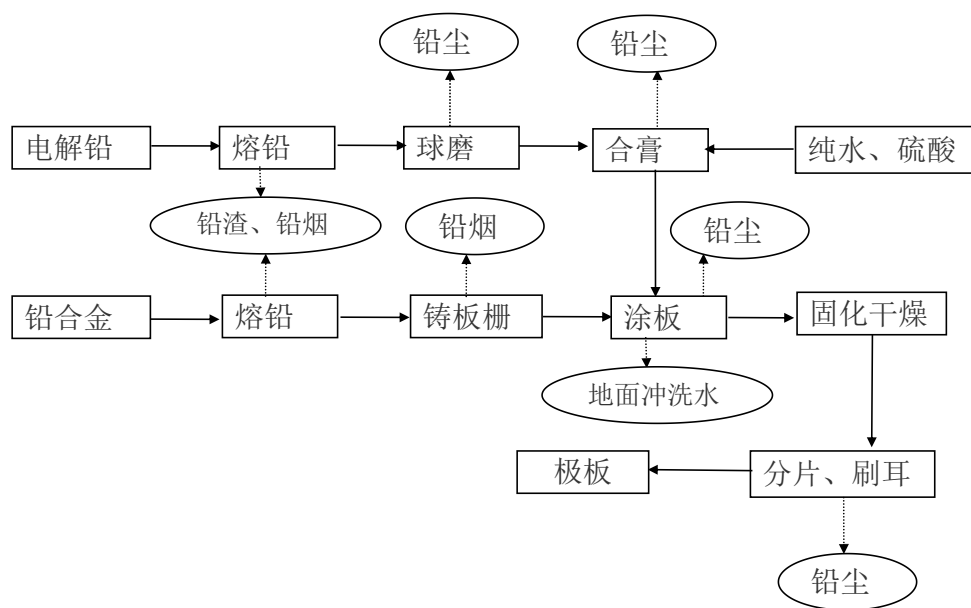 铅尘
铅尘
电解铅
熔铅
球磨
合膏
纯水、硫酸
铅渣、铅烟
铅烟
铅尘
铅合金
熔铅
铸板栅
涂板
固化干燥
地面冲洗水
极板
分片、刷耳
铅尘